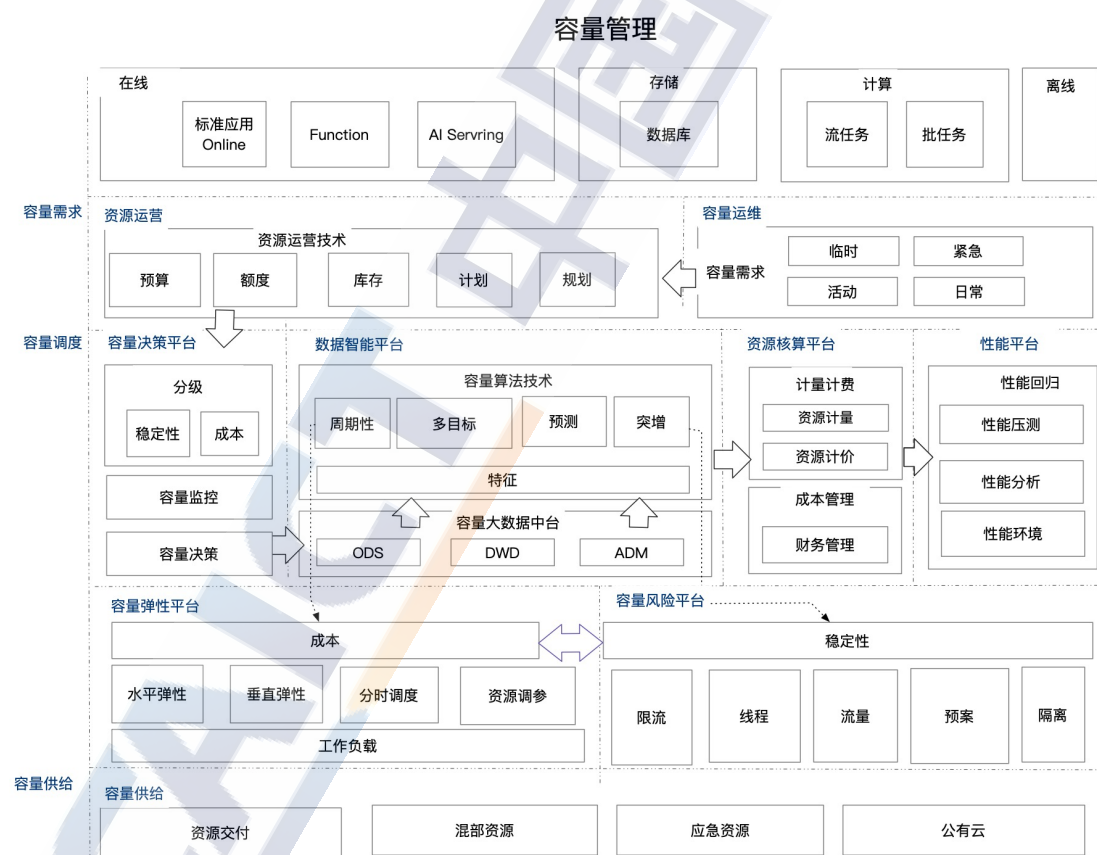 容量管理
在线
存储
计算
离线
标准应用
Online
Function
AI Servring
数据库
流任务
批任务
容量需求
资源运营
容量运维
资源运营技术
预算
额度
库存
计划
规划
容量需求
临时
紧急
活动
日常
容量调度
容量决策平台
数据智能平台
资源核算平台
性能平台
分级
稳定性
成本
容量监控
容量决策
容量算法技术
周期性
多目标
预测
突增
特征
容量大数据中台
ODS
DWD
ADM
计量计费
资源计量
资源计价
成本管理
财务管理
性能回归
性能压测
性能分析
性能环境
容量弹性平台
容量风险平台
成本
稳定性
水平弹性
垂直弹性
分时调度
资源调参
工作负载
限流
线程
流量
预案
隔离
容量供给
容量供给
资源交付
混部资源
应急资源
公有云